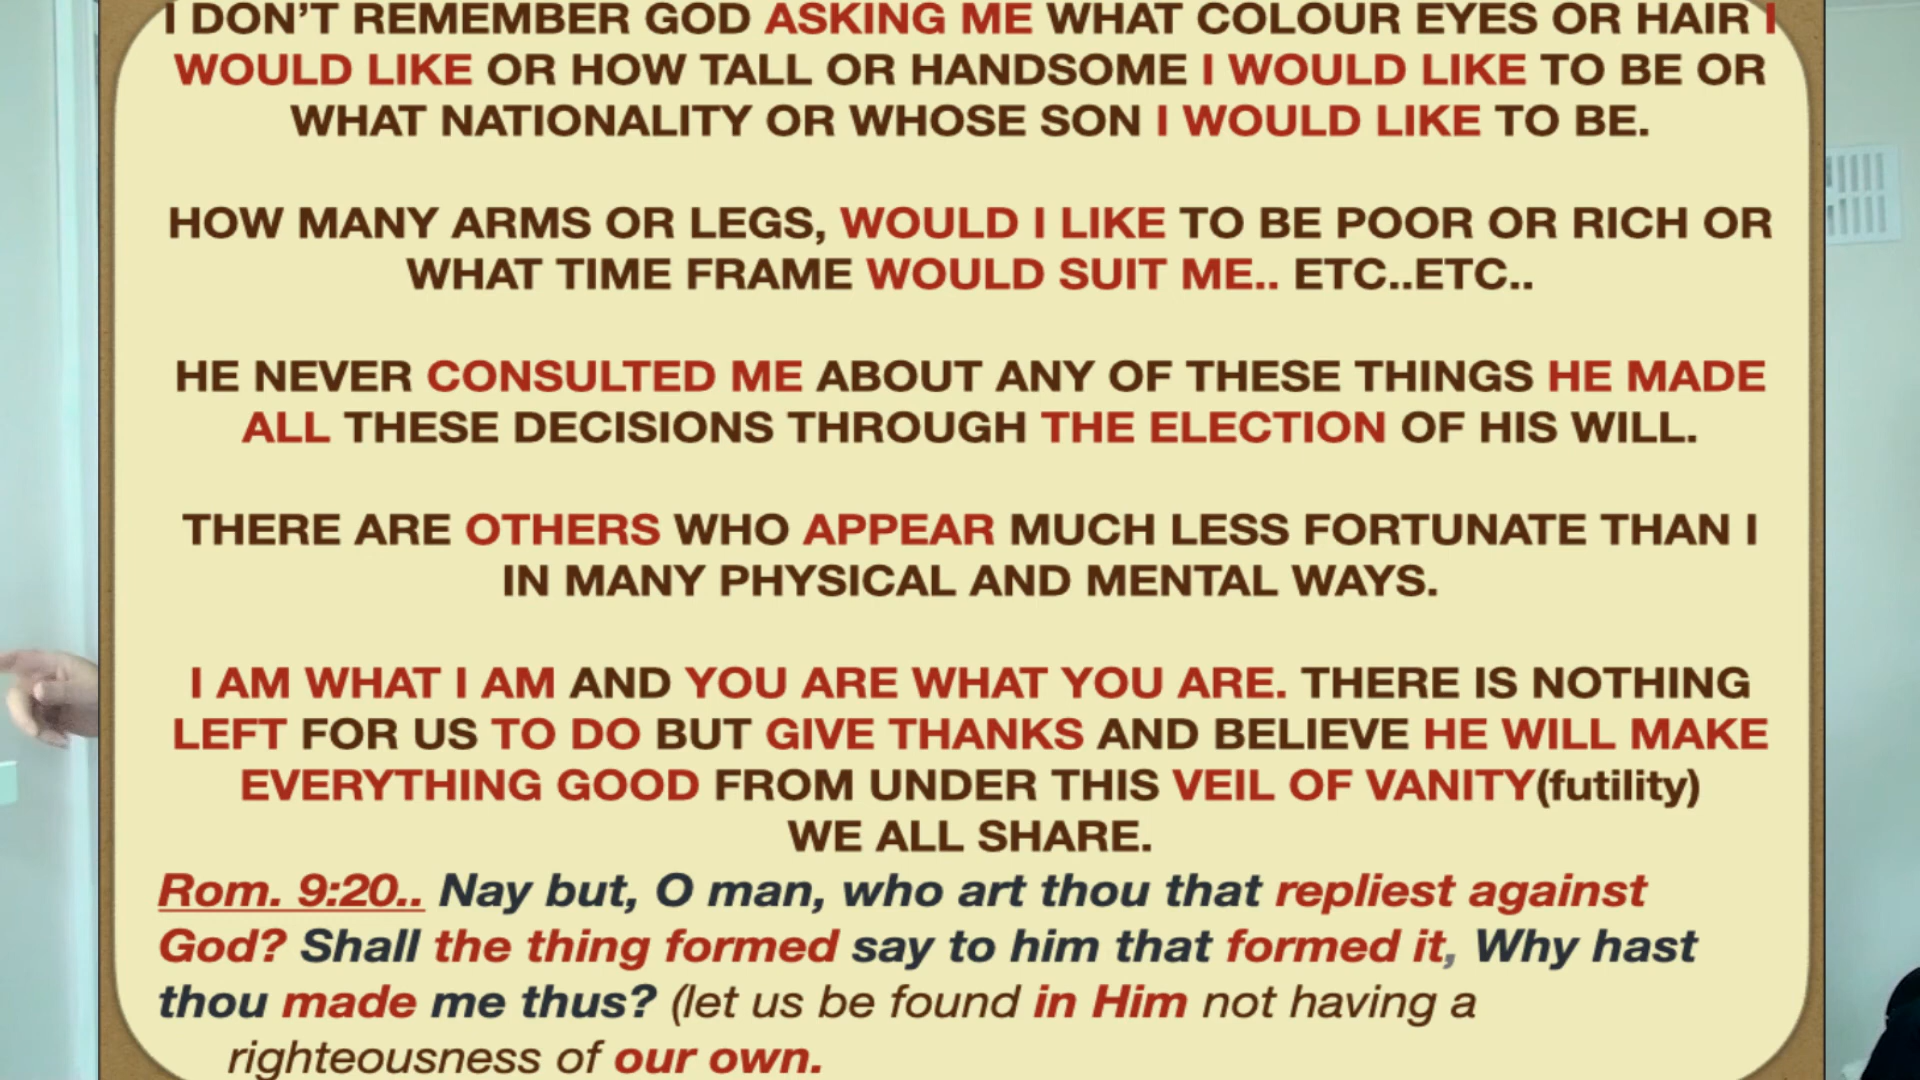 I DON'T REMEMBER GOD ASKING ME WHAT COLOUR EYES OR HAIR I
WOULD LIKE OR HOW TALL OR HANDSOME I WOULD LIKE TO BE OR
WHAT NATIONALITY OR WHOSE SON I WOULD LIKE TO BE.
HOW MANY ARMS OR LEGS, WOULD I LIKE TO BE POOR OR RICH OR
WHAT TIME FRAME WOULD SUIT ME.. ETC..ETC..
HE NEVER CONSULTED ME ABOUT ANY OF THESE THINGS HE MADE
ALL THESE DECISIONS THROUGH THE ELECTION OF HIS WILL.
THERE ARE OTHERS WHO APPEAR MUCH LESS FORTUNATE THAN I
IN MANY PHYSICAL AND MENTAL WAYS.
I AM WHAT I AM AND YOU ARE WHAT YOU ARE. THERE IS NOTHING
LEFT FOR US TO DO BUT GIVE THANKS AND BELIEVE HE WILL MAKE
EVERYTHING GOOD FROM UNDER THIS VEIL OF VANITY(futility)
WE ALL SHARE.
Rom. 9:20.. Nay but, O man, who art thou that repliest against
God? Shall the thing formed say to him that formed it, Why hast
thou made me thus? (let us be found in Him not having a
righteousness of our own.